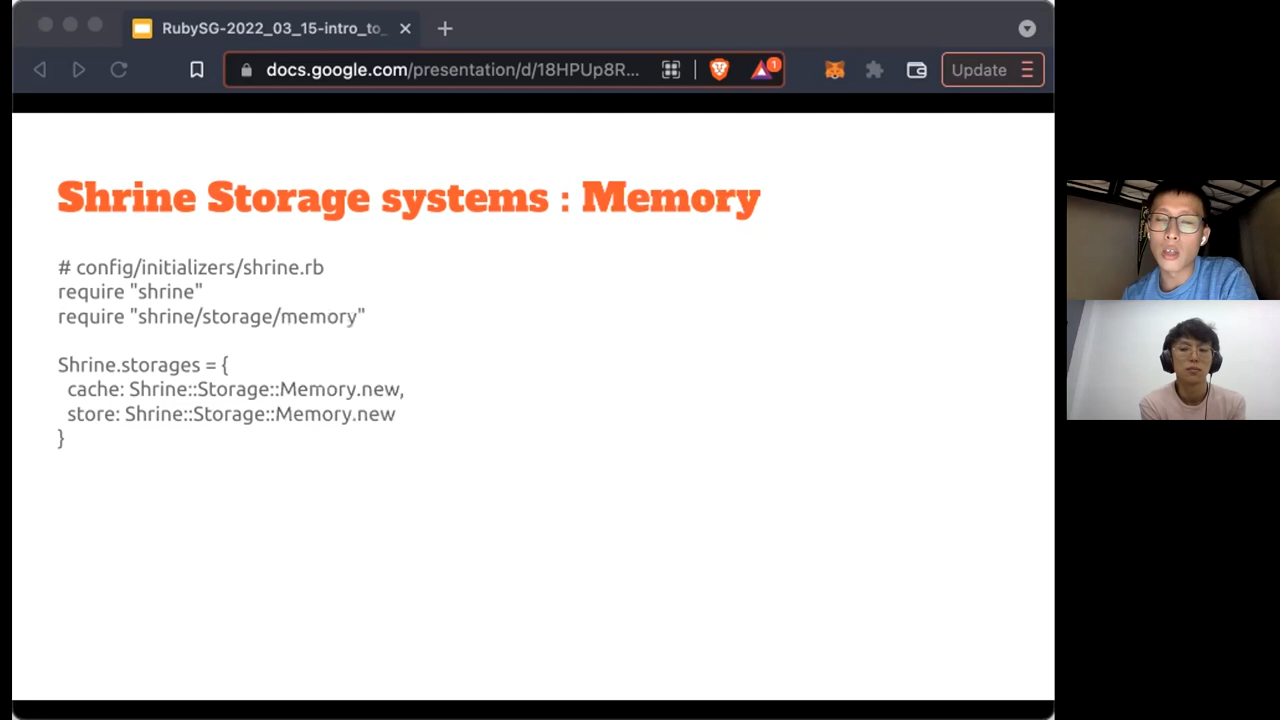 RubySG-2022_03_15-intro_to_
docs.google.com/presentation/d/18HPUp8R...
1
Update
Shrine Storage systems : Memory
# config/initializers/shrine.rb
require "shrine"
require "shrine/storage/memory"
Shrine.storages = {
cache: Shrine::Storage::Memory.new,
store: Shrine::Storage::Memory.new
}